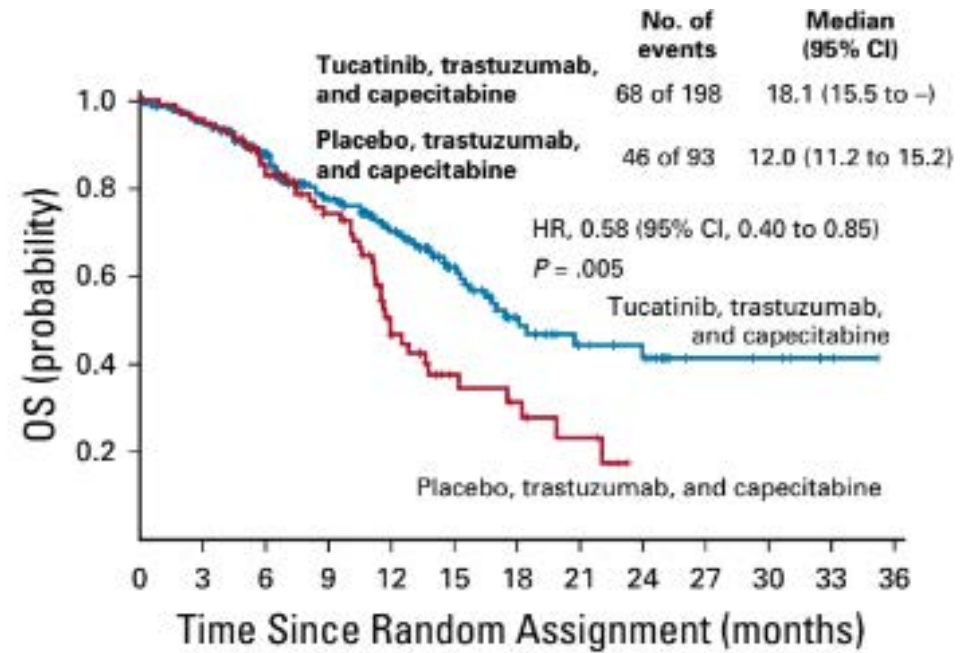 No. of events
Median (95% CI)
Tucatinib, trastuzumab,
and capecitabine
68 of 198
18.1 (15.5 to –)
Placebo, trastuzumab,
and capecitabine
46 of 93
12.0 (11.2 to 15.2)
HR, 0.58 (95% CI, 0.40 to 0.85)
P = .005
Tucatinib, trastuzumab,
and capecitabine
Placebo, trastuzumab, and capecitabine
OS (probability)
1.0
0.8
0.6
0.4
0.2
0 3 6 9 12 15 18 21 24 27 30 33 36
Time Since Random Assignment (months)